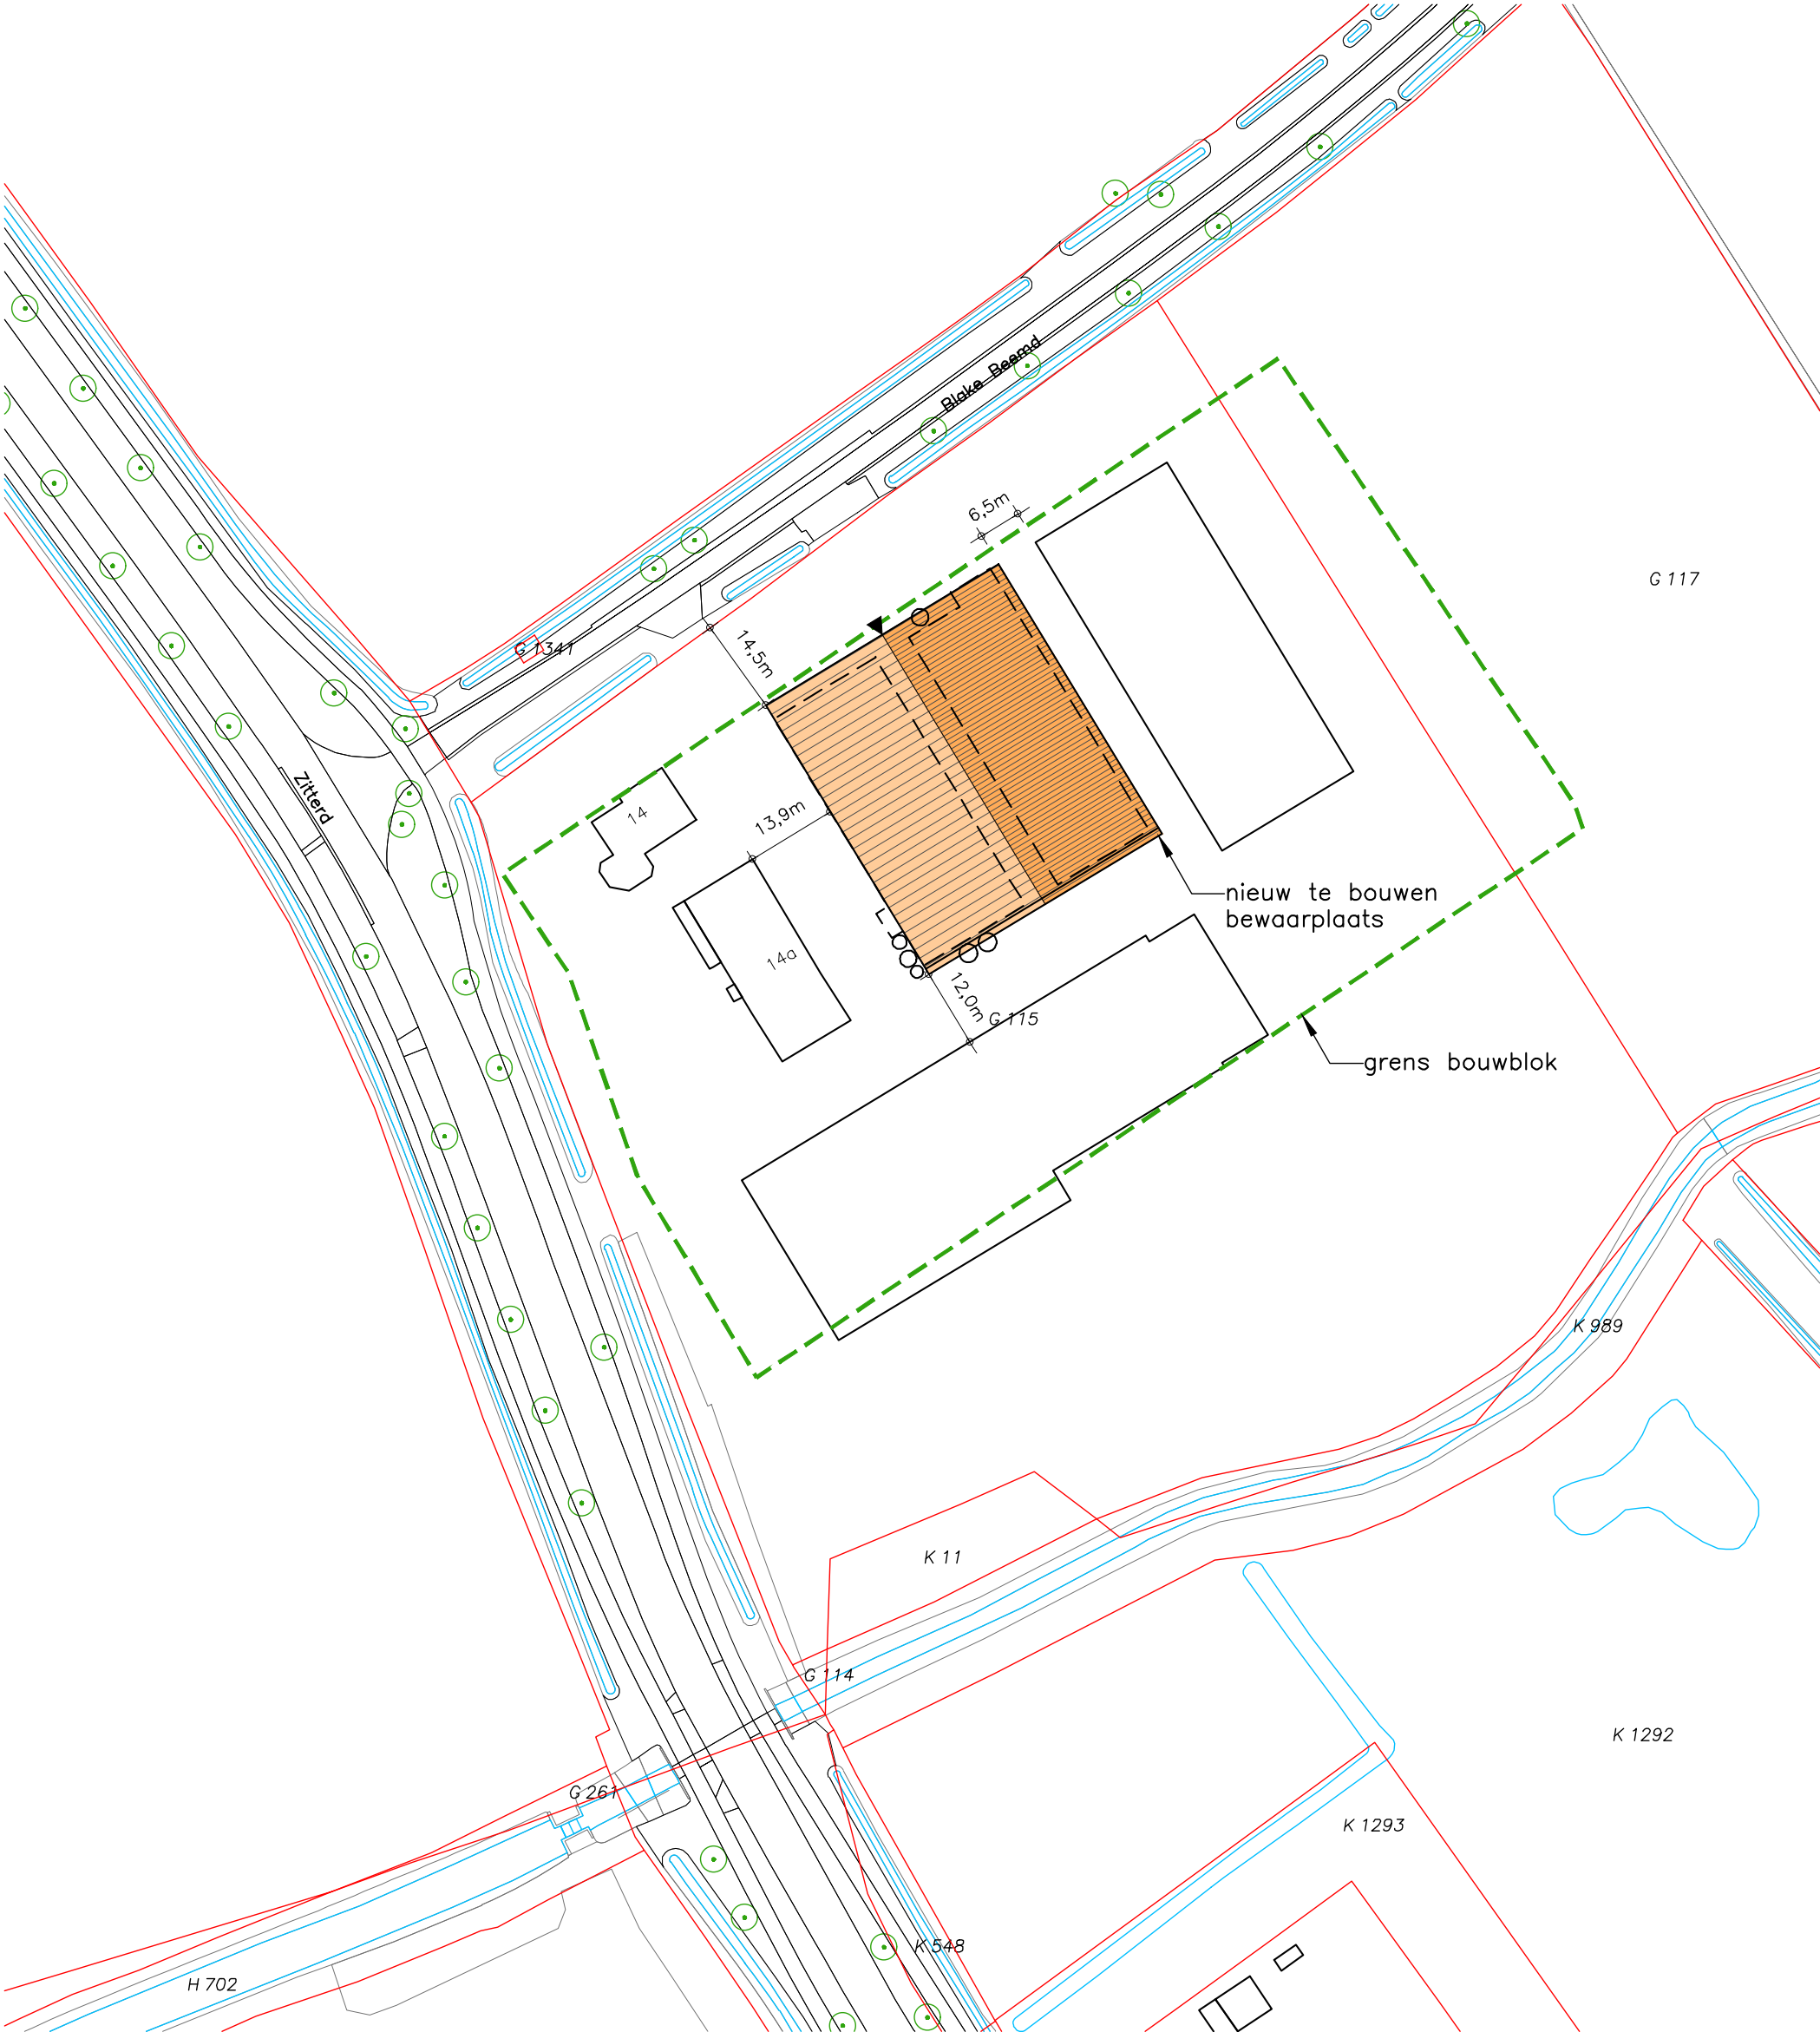 Blake Beemd
6,5m
G 117
G 1341
14,5m
Zitterd
14
13,9m
nieuw te bouwen
bewaarplaats
14a
12,0m
G 115
grens bouwblok
K 989
K 11
G 114
K 1292
G 261
K 1293
K 548
H 702